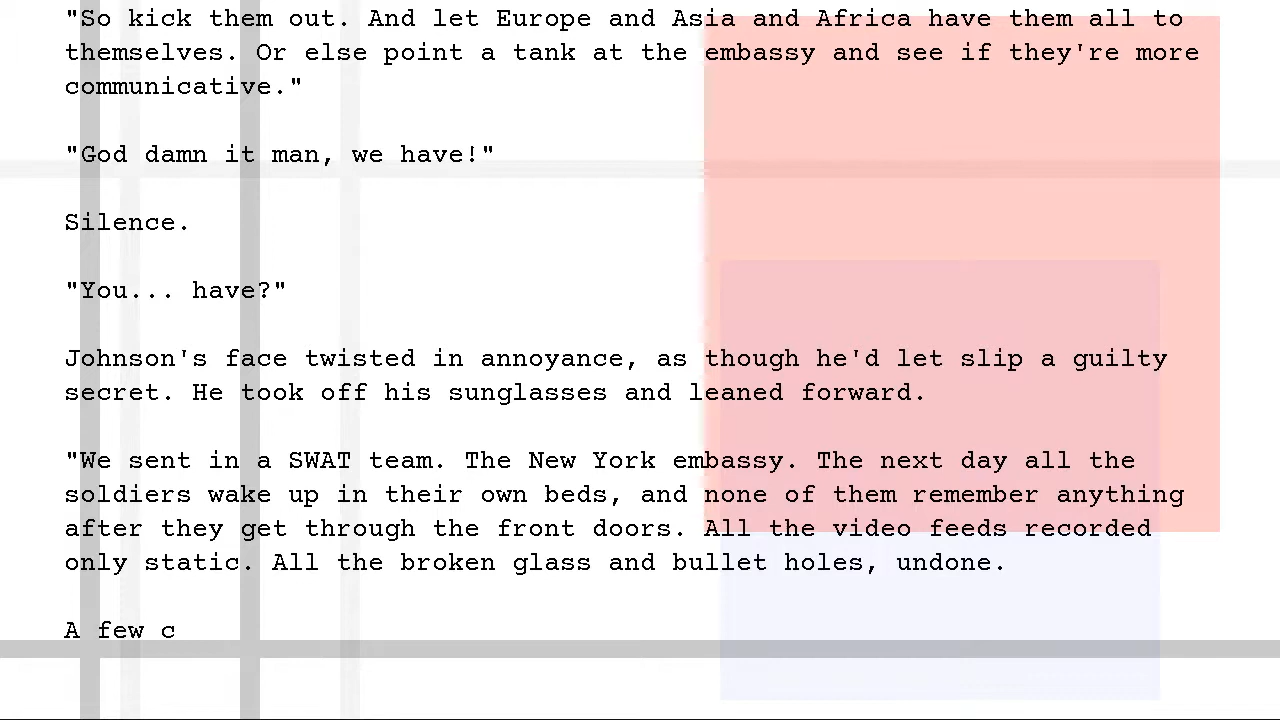 "So kick them out. And let Europe and Asia and Africa have them all to
themselves. Or else point a tank at the embassy and see if they're more
communicative."
"God damn it man, we have!"
Silence.
"You... have?"
Johnson's face twisted in annoyance, as though he'd let slip a guilty
secret. He took off his sunglasses and leaned forward.
"We sent in a SWAT team. The New York embassy. The next day all the
soldiers wake up in their own beds, and none of them remember anything
after they get through the front doors. All the video feeds recorded
only static. All the broken glass and bullet holes, undone.
A few c